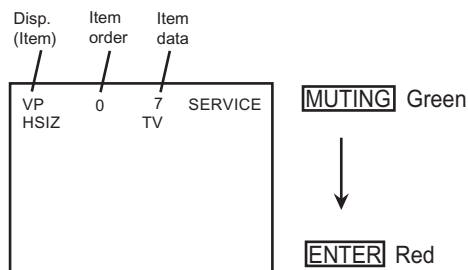 Disp. Item Item
(Item) order data
VP 0 7 SERVICE
HSIZ TV
MUTING Green
ENTER Red